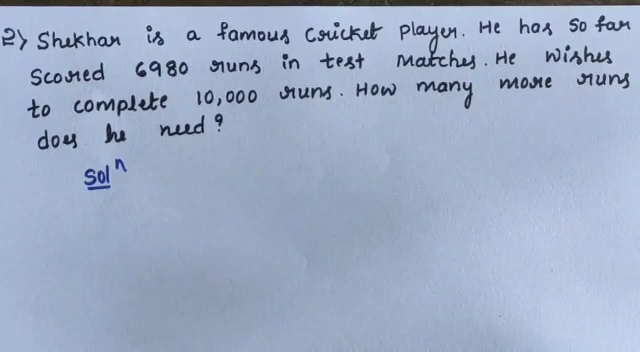 2) Shekhar is a famous cricket player. He has so far
scored 6980 runs in test matches. He wishes
to complete 10,000 runs. How many more runs
does he need?
Solⁿ